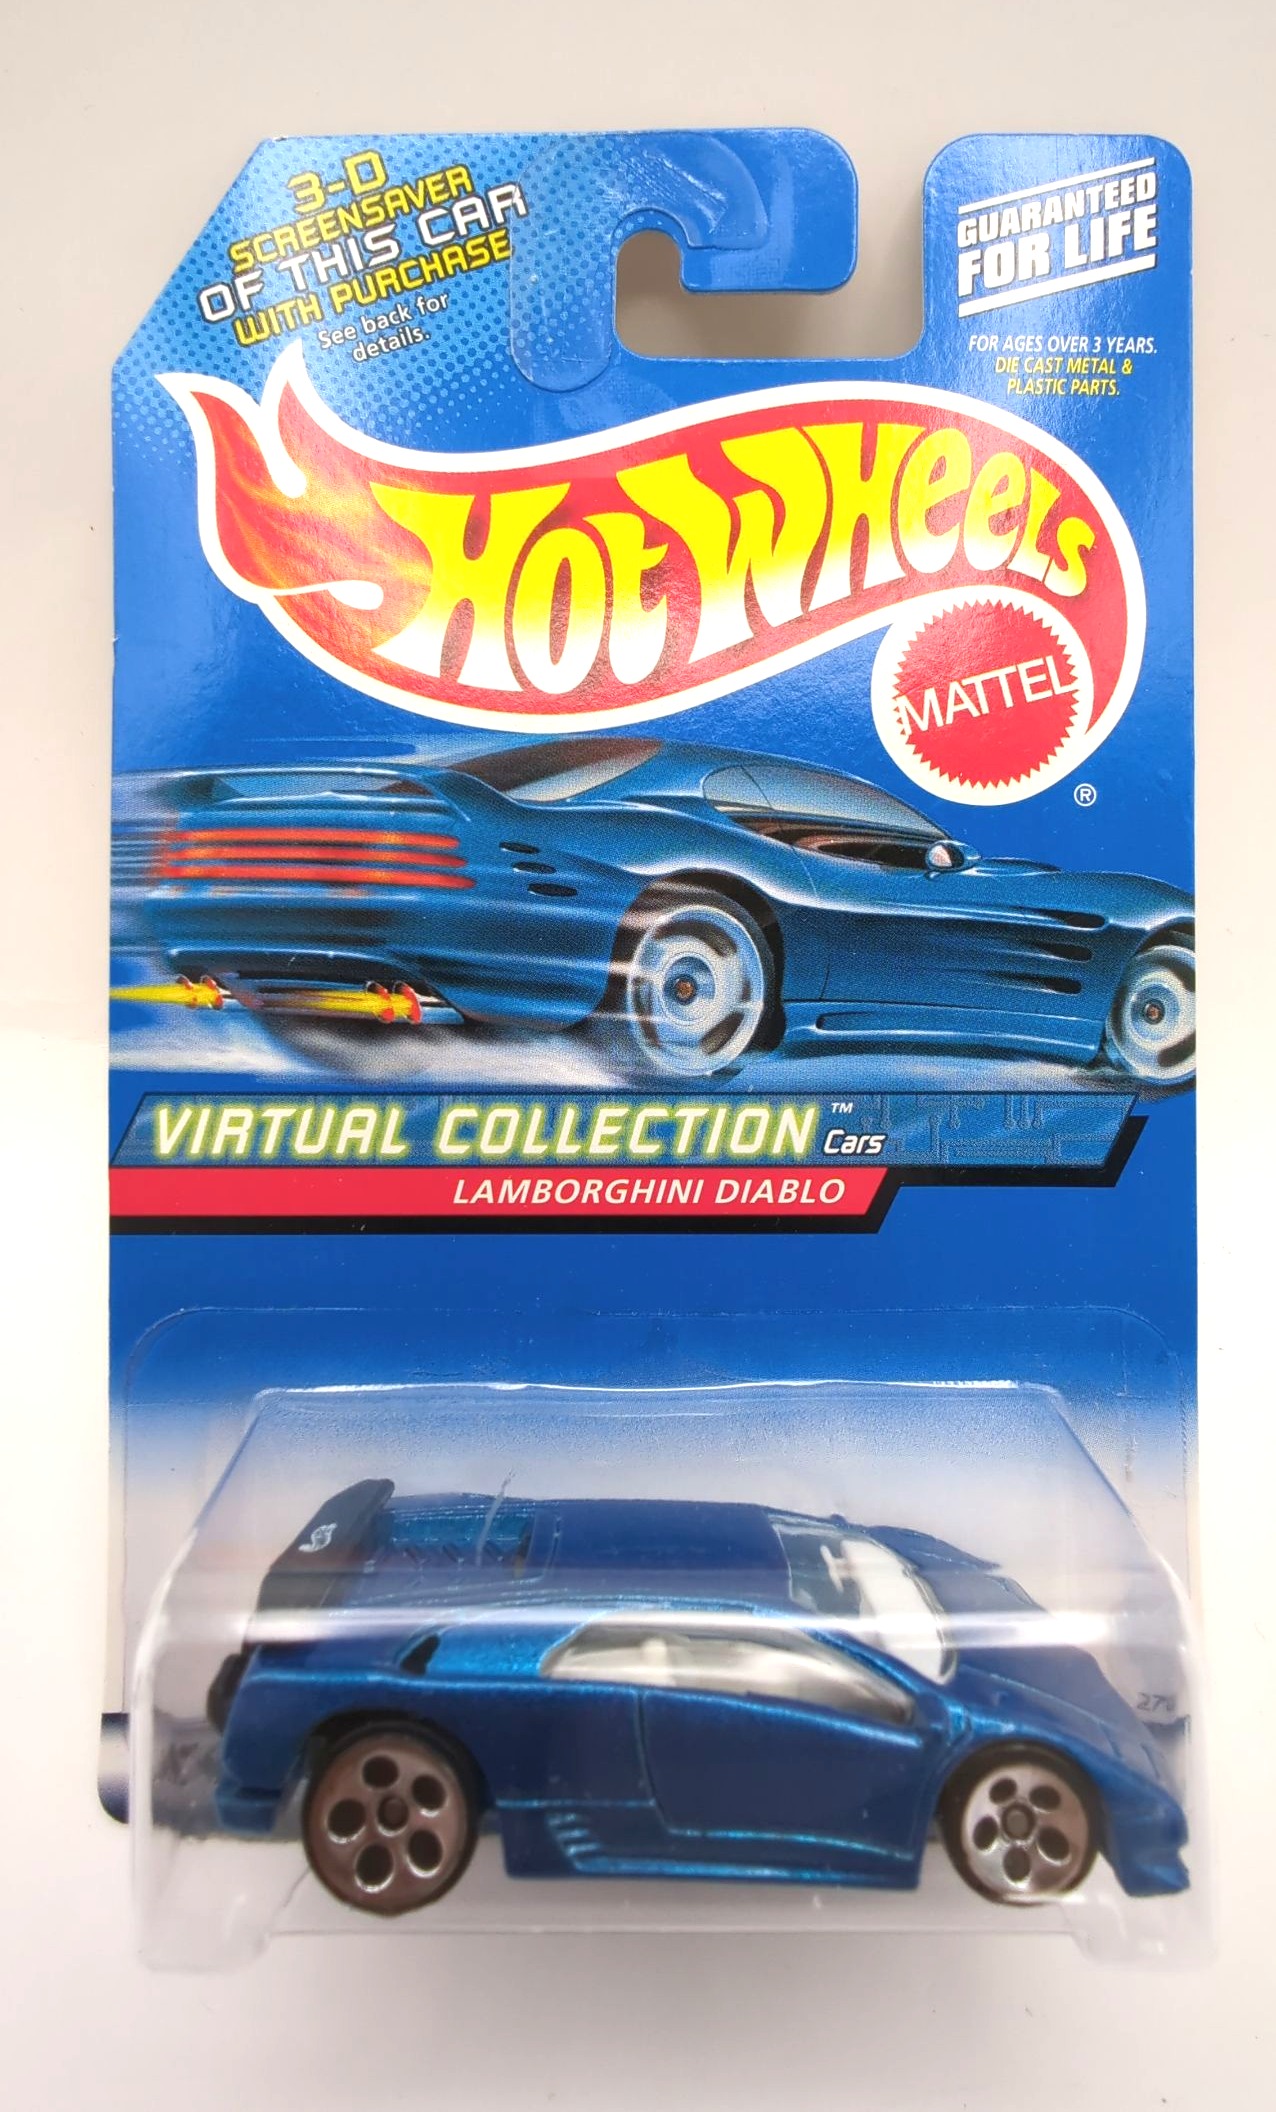 3-D
SCREENSAVER
OF THIS CAR
WITH PURCHASE
See back for
details.
GUARANTEED
FOR LIFE
FOR AGES OVER 3 YEARS.
DIE CAST METAL &
PLASTIC PARTS.
HOT WHEELS
MATTEL
®
VIRTUAL COLLECTION™
Cars
LAMBORGHINI DIABLO